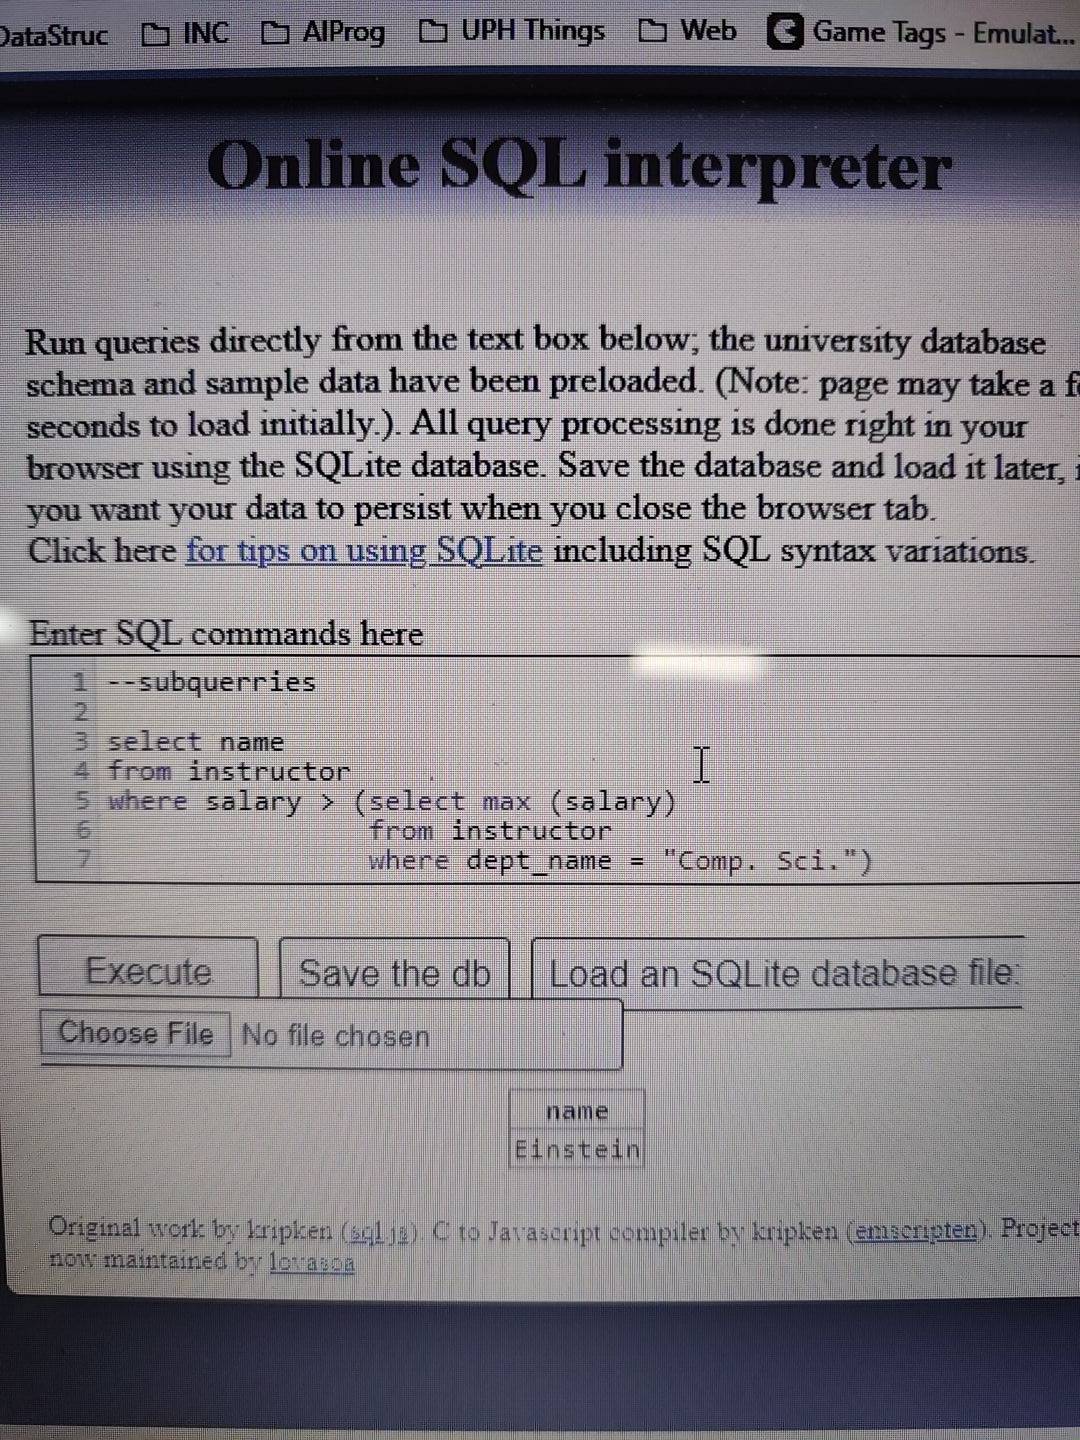 DataStruc INC AIProg UPH Things Web Game Tags - Emulat...
Online SQL interpreter
Run queries directly from the text box below; the university database
schema and sample data have been preloaded. (Note: page may take a
seconds to load initially.). All query processing is done right in your
browser using the SQLite database. Save the database and load it later,
you want your data to persist when you close the browser tab.
Click here for tips on using SQLite including SQL syntax variations.
Enter SQL commands here
1 --subquerries
2
3 select name
4 from instructor
5 where salary > (select max (salary)
6 from instructor
7 where dept_name = "Comp. Sci.")
Execute Save the db Load an SQLite database file:
Choose File No file chosen
name
Einstein
Original work by kripken (sql.js). C to Javascript compiler by kripken (emscripten). Project
now maintained by lovasoa